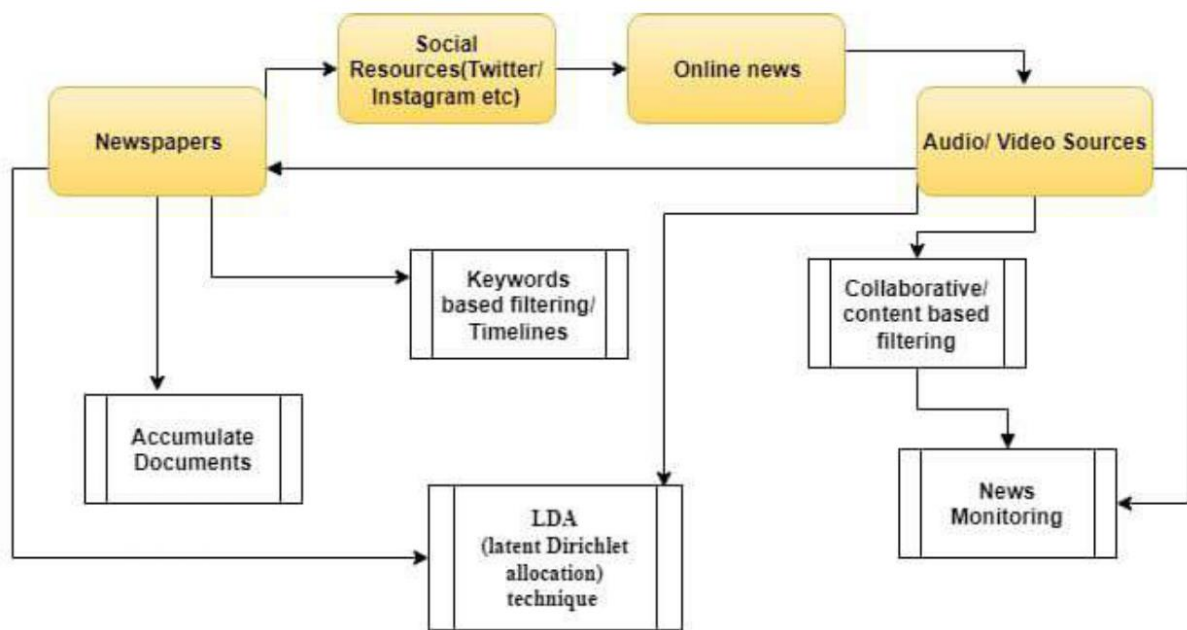 Social
Resources(Twitter/
Instagram etc)
Online news
Newspapers
Audio/ Video Sources
Keywords
based filtering/
Timelines
Collaborative/
content based
filtering
Accumulate
Documents
News
Monitoring
LDA
(latent Dirichlet
allocation)
technique